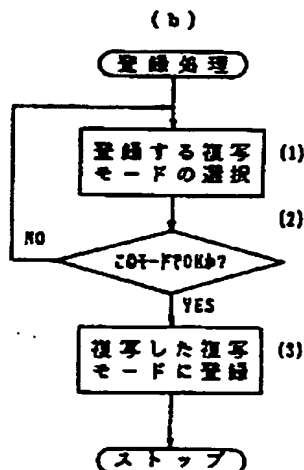 (b)
登録処理
登録する複写
モードの選択
(1)
(2)
NO
このモードでOKか?
YES
複写した複写
モードに登録
(3)
ストップ